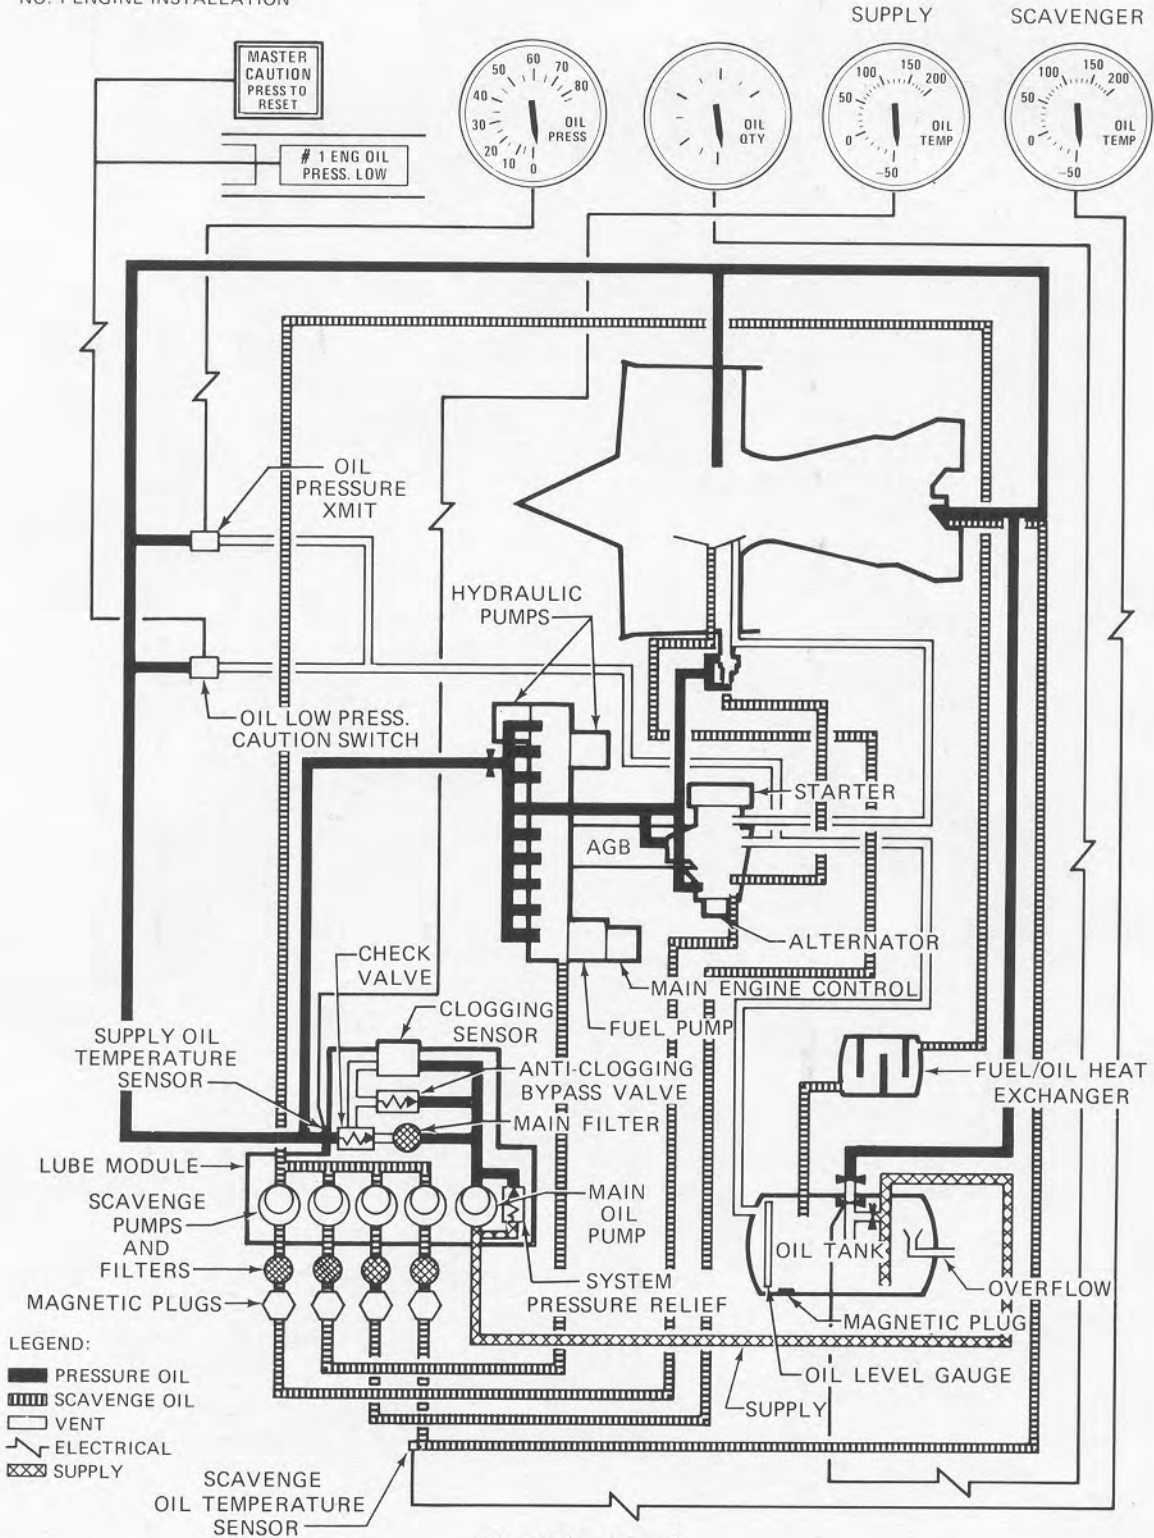 NO. 1 ENGINE INSTALLATION
SUPPLY
SCAVENGER
MASTER
CAUTION
PRESS TO
RESET
# 1 ENG OIL
PRESS. LOW
0
10
20
30
40
50
60
70
80
OIL
PRESS
OIL
QTY
-50
0
50
100
150
200
OIL
TEMP
-50
0
50
100
150
200
OIL
TEMP
OIL
PRESSURE
XMIT
HYDRAULIC
PUMPS
OIL LOW PRESS.
CAUTION SWITCH
STARTER
AGB
ALTERNATOR
CHECK
VALVE
MAIN ENGINE CONTROL
CLOGGING
SENSOR
FUEL PUMP
SUPPLY OIL
TEMPERATURE
SENSOR
ANTI-CLOGGING
BYPASS VALVE
FUEL/OIL HEAT
EXCHANGER
MAIN FILTER
LUBE MODULE
SCAVENGE
PUMPS
AND
FILTERS
MAIN
OIL
PUMP
OIL TANK
OVERFLOW
SYSTEM
PRESSURE RELIEF
MAGNETIC PLUGS
MAGNETIC PLUG
OIL LEVEL GAUGE
SUPPLY
LEGEND:
PRESSURE OIL
SCAVENGE OIL
VENT
ELECTRICAL
SUPPLY
SCAVENGE
OIL TEMPERATURE
SENSOR